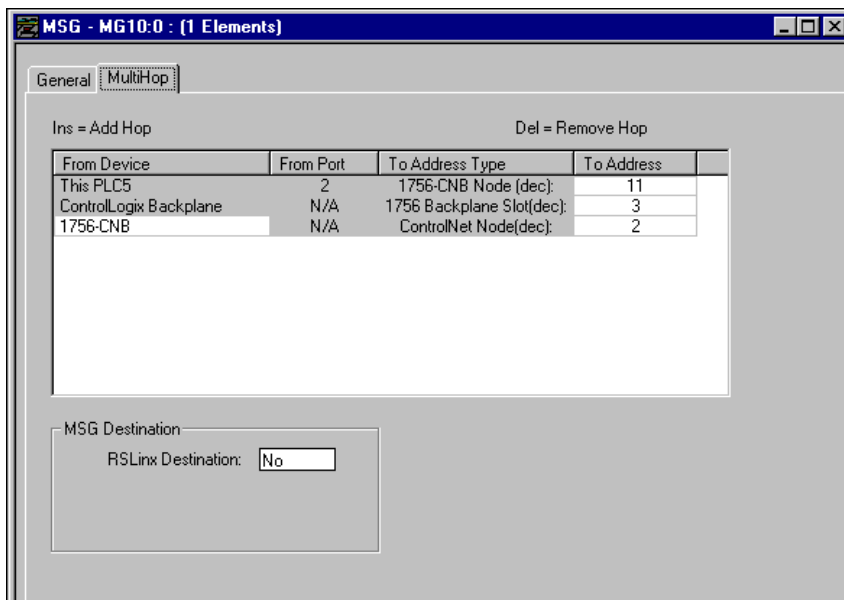 MSG - MG10:0 : (1 Elements)
General MultiHop
Ins = Add Hop Del = Remove Hop
From Device From Port To Address Type To Address
This PLC5 2 1756-CNB Node (dec): 11
ControlLogix Backplane N/A 1756 Backplane Slot(dec): 3
1756-CNB N/A ControlNet Node(dec): 2
MSG Destination
RSLinx Destination: No